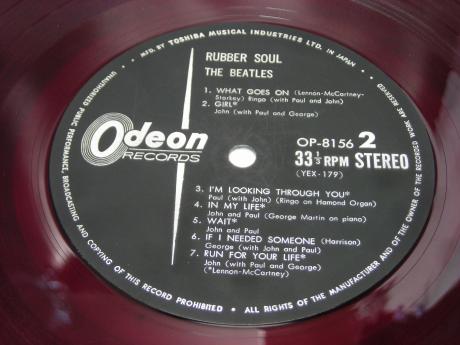 MFD. BY TOSHIBA MUSICAL INDUSTRIES LTD. IN JAPAN
RUBBER SOUL
THE BEATLES
1. WHAT GOES ON (Lennon-McCartney-
Starkey) Ringo (with Paul and John)
2. GIRL*
John (with Paul and George)
Odeon
RECORDS
OP-8156 2
33 1/3 RPM STEREO
(YEX-179)
3. I'M LOOKING THROUGH YOU*
Paul (with John) (Ringo on Hamond Organ)
4. IN MY LIFE*
John and Paul (George Martin on piano)
5. WAIT*
John and Paul
6. IF I NEEDED SOMEONE (Harrison)
George (with John and Paul)
7. RUN FOR YOUR LIFE*
John (with Paul and George)
(*Lennon-McCartney)
UNAUTHORIZED PUBLIC PERFORMANCE, BROADCASTING AND COPYING OF THIS RECORD PROHIBITED • ALL RIGHTS OF THE MANUFACTURER AND OF THE OWNER OF THE RECORDED WORK ARE RESERVED